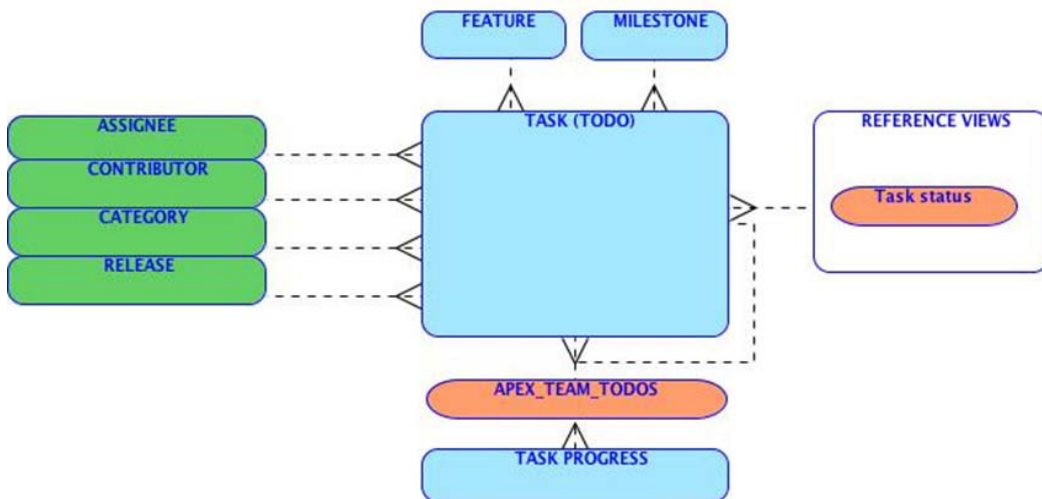 FEATURE
MILESTONE
TASK (TODO)
REFERENCE VIEWS
ASSIGNEE
CONTRIBUTOR
Task status
CATEGORY
RELEASE
APEX_TEAM_TODOS
TASK PROGRESS